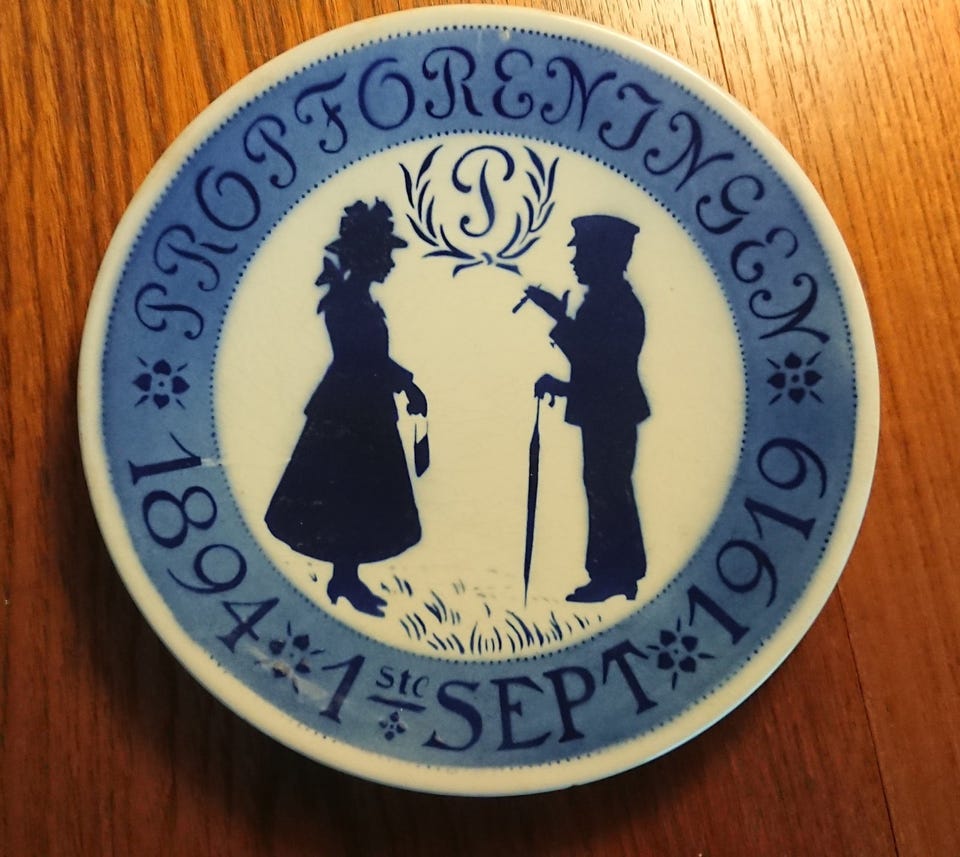 PROPFORENINGEN
P
1894 1ste SEPT 1919